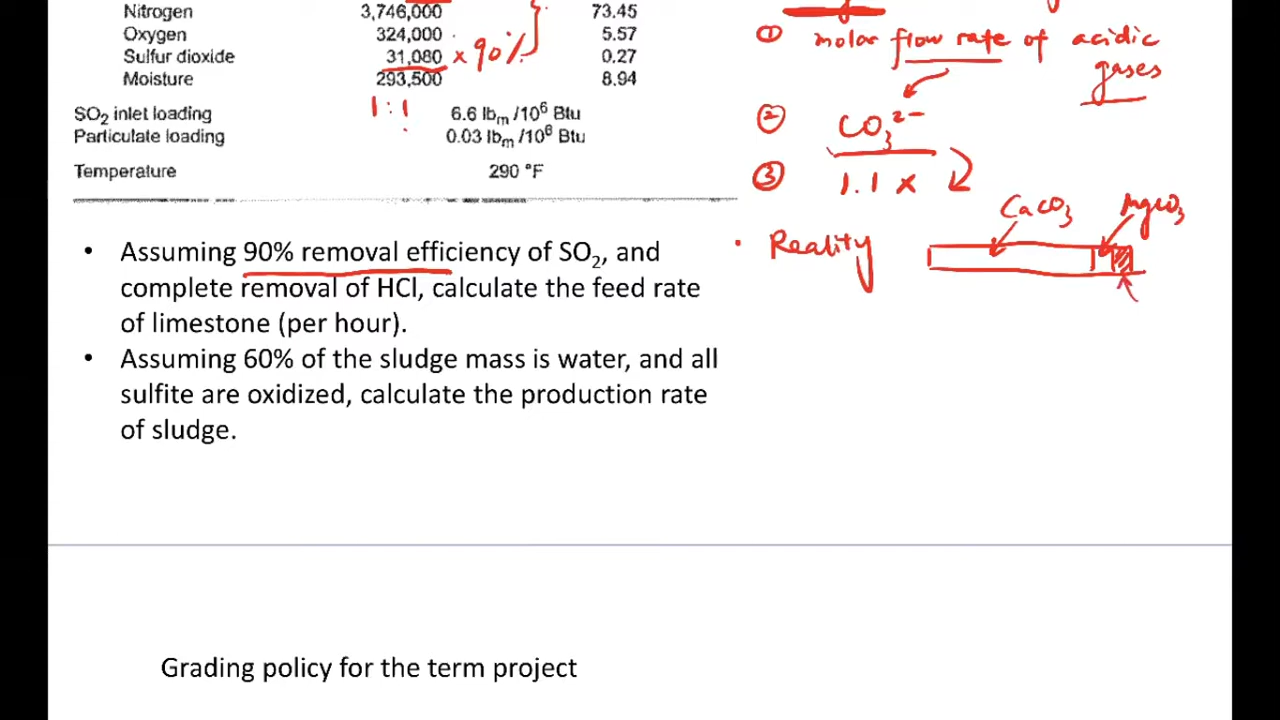 Nitrogen 3,746,000 73.45
Oxygen 324,000 5.57
Sulfur dioxide 31,080 x 90% 0.27
Moisture 293,500 8.94
1:1
SO2 inlet loading 6.6 lbm /10^6 Btu
Particulate loading 0.03 lbm /10^6 Btu
Temperature 290 °F
① molar flow rate of acidic
gases
② CO3^2−
③ 1.1 x
• Reality CaCO3 MgCO3
• Assuming 90% removal efficiency of SO2, and
complete removal of HCl, calculate the feed rate
of limestone (per hour).
• Assuming 60% of the sludge mass is water, and all
sulfite are oxidized, calculate the production rate
of sludge.
Grading policy for the term project